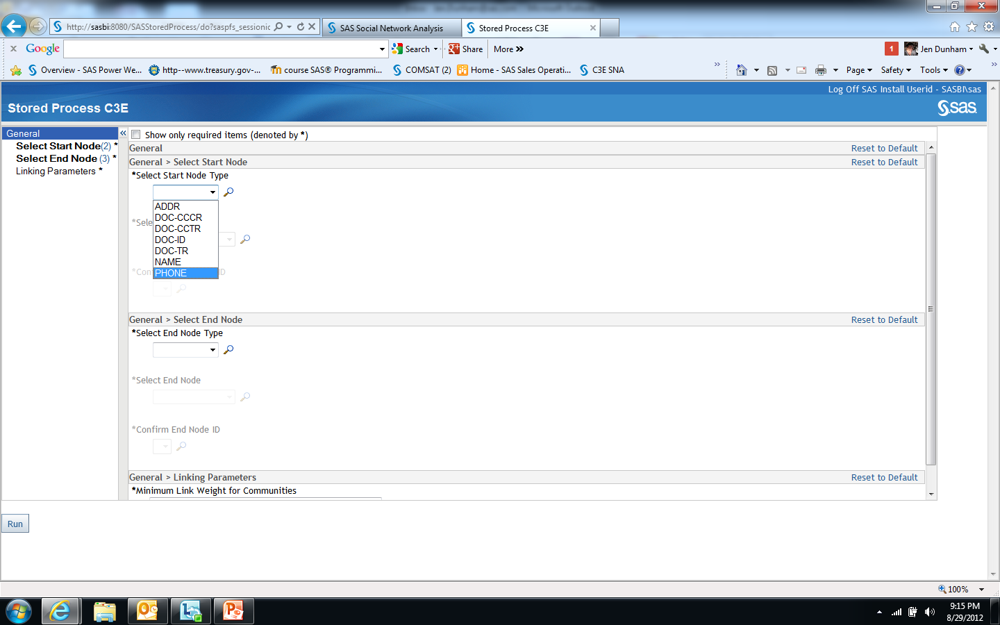 http://sasbi:8080/SASStoredProcess/do?saspfs_sessionic
SAS Social Network Analysis
Stored Process C3E
Google
Search
Share
More »
1
Jen Dunham
Overview - SAS Power We...
http--www.treasury.gov-...
course SAS® Programmi...
COMSAT (2)
Home - SAS Sales Operati...
C3E SNA
Page
Safety
Tools
Log Off SAS Install Userid - SASBI\sas
Stored Process C3E
sas
General
Select Start Node(2) *
Select End Node (3) *
Linking Parameters *
Show only required items (denoted by *)
General
Reset to Default
General > Select Start Node
Reset to Default
*Select Start Node Type
ADDR
DOC-CCCR
DOC-CCTR
DOC-ID
DOC-TR
NAME
PHONE
*Sele
*Con
D
General > Select End Node
Reset to Default
*Select End Node Type
*Select End Node
*Confirm End Node ID
General > Linking Parameters
Reset to Default
*Minimum Link Weight for Communities
Run
100%
9:15 PM
8/29/2012